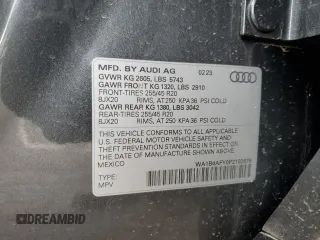 MFD. BY AUDI AG 02/23
GVWR KG 2605, LBS 5743
GAWR FRONT KG 1320, LBS 2910
FRONT-TIRES 255/45 R20
8JX20 RIMS, AT 250 KPA/36 PSI COLD
GAWR REAR KG 1380, LBS 3042
REAR-TIRES 255/45 R20
8JX20 RIMS, AT 250 KPA/36 PSI COLD
THIS VEHICLE CONFORMS TO ALL APPLICABLE
U.S. FEDERAL MOTOR VEHICLE SAFETY AND
THEFT PREVENTION STANDARDS IN EFFECT ON
THE DATE OF MANUFACTURE SHOWN ABOVE.
MEXICO
TYPE:
MPV